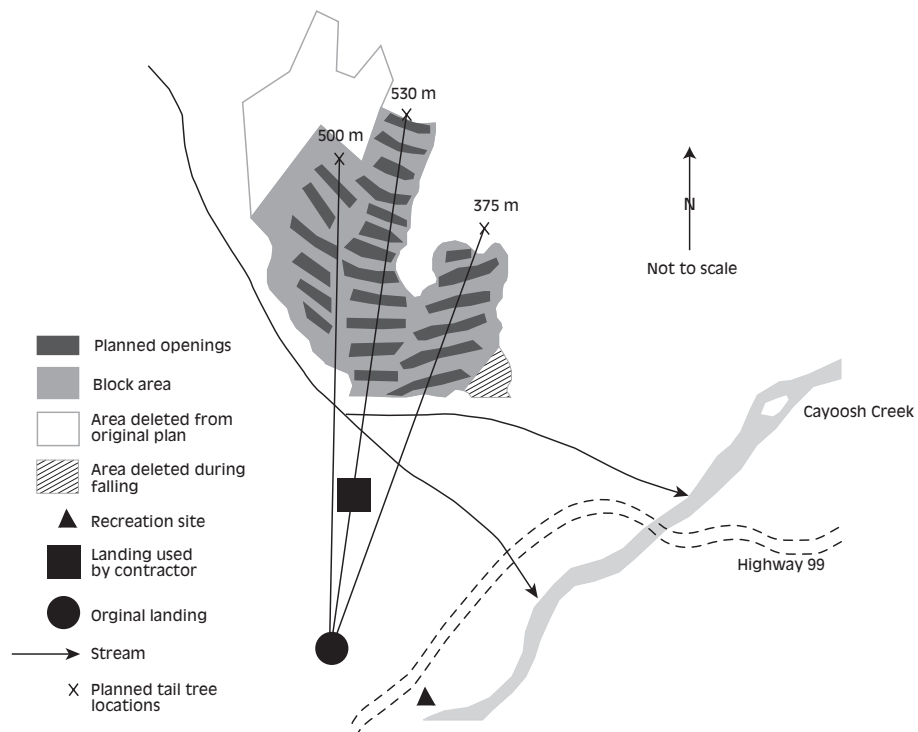 530 m
500 m
375 m
N
Not to scale
Planned openings
Block area
Area deleted from
original plan
Area deleted during
falling
Recreation site
Landing used
by contractor
Orginal landing
Stream
X Planned tail tree
locations
Cayoosh Creek
Highway 99